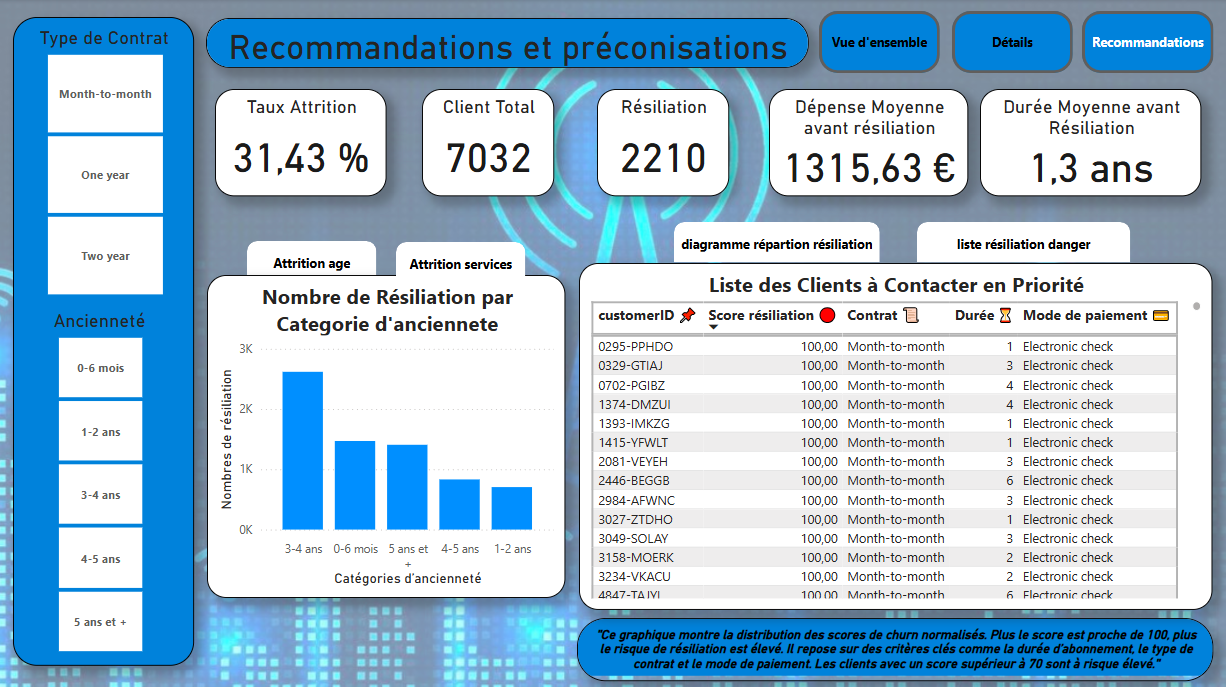 Type de Contrat
Month-to-month
One year
Two year
Ancienneté
0-6 mois
1-2 ans
3-4 ans
4-5 ans
5 ans et +
Recommandations et préconisations
Vue d'ensemble
Détails
Recommandations
Taux Attrition
31,43 %
Client Total
7032
Résiliation
2210
Dépense Moyenne
avant résiliation
1315,63 €
Durée Moyenne avant
Résiliation
1,3 ans
Attrition age
Attrition services
Nombre de Résiliation par
Categorie d'anciennete
Nombres de résiliation
3K
2K
1K
0K
3-4 ans 0-6 mois 5 ans et 4-5 ans 1-2 ans
+
Catégories d'ancienneté
diagramme répartion résiliation
liste résiliation danger
Liste des Clients à Contacter en Priorité
customerID 📌 Score résiliation 🔴 Contrat 📜 Durée ⏳ Mode de paiement 💳
0295-PPHDO 100,00 Month-to-month 1 Electronic check
0329-GTIAJ 100,00 Month-to-month 3 Electronic check
0702-PGIBZ 100,00 Month-to-month 4 Electronic check
1374-DMZUI 100,00 Month-to-month 4 Electronic check
1393-IMKZG 100,00 Month-to-month 1 Electronic check
1415-YFWLT 100,00 Month-to-month 1 Electronic check
2081-VEYEH 100,00 Month-to-month 3 Electronic check
2446-BEGGB 100,00 Month-to-month 6 Electronic check
2984-AFWNC 100,00 Month-to-month 3 Electronic check
3027-ZTDHO 100,00 Month-to-month 1 Electronic check
3049-SOLAY 100,00 Month-to-month 3 Electronic check
3158-MOERK 100,00 Month-to-month 2 Electronic check
3234-VKACU 100,00 Month-to-month 2 Electronic check
4847-TAJYI 100,00 Month-to-month 6 Electronic check
"Ce graphique montre la distribution des scores de churn normalisés. Plus le score est proche de 100, plus
le risque de résiliation est élevé. Il repose sur des critères clés comme la durée d'abonnement, le type de
contrat et le mode de paiement. Les clients avec un score supérieur à 70 sont à risque élevé."